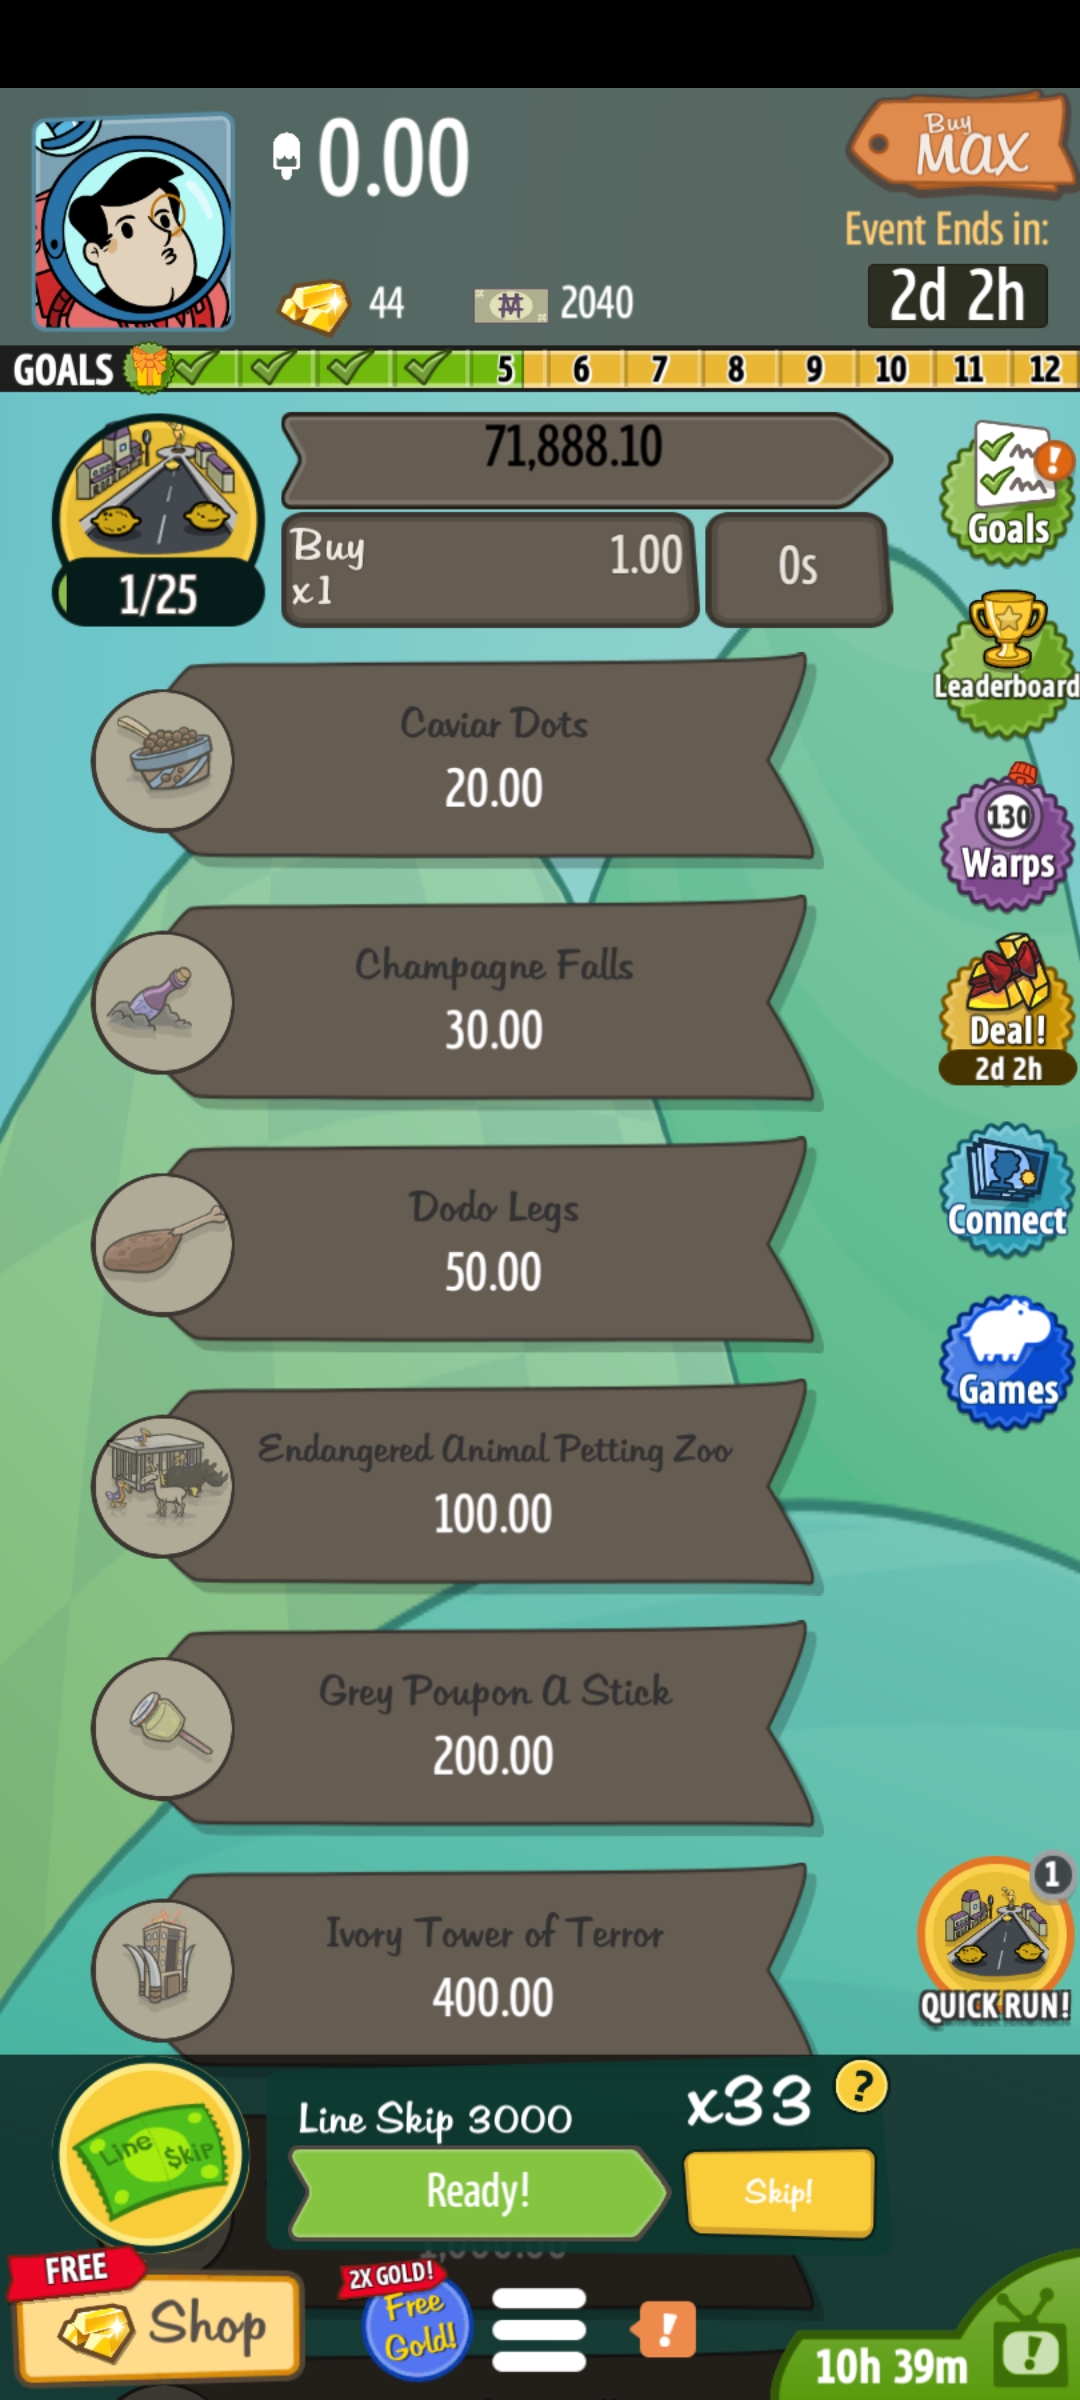 0.00
Buy
MAX
Event Ends in:
2d 2h
44
2040
GOALS
5 6 7 8 9 10 11 12
71,888.10
Buy
x1
1.00
0s
1/25
Goals
Leaderboard
Caviar Dots
20.00
130
Warps
Champagne Falls
30.00
Deal!
2d 2h
Dodo Legs
50.00
Connect
Games
Endangered Animal Petting Zoo
100.00
Grey Poupon A Stick
200.00
Ivory Tower of Terror
400.00
1
QUICK RUN!
Line Skip 3000
x33
?
Line $kip
Ready!
Skip!
FREE
Shop
2X GOLD!
Free
Gold!
!
10h 39m
!